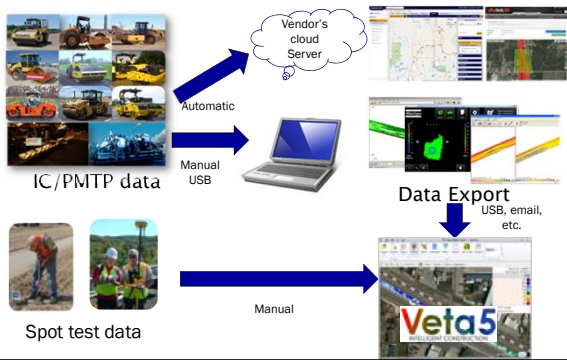 Vendor's
cloud
Server
Automatic
Manual
USB
IC/PMTP data
Data Export
USB, email,
etc.
Manual
Spot test data
Veta5
INTELLIGENT CONSTRUCTION